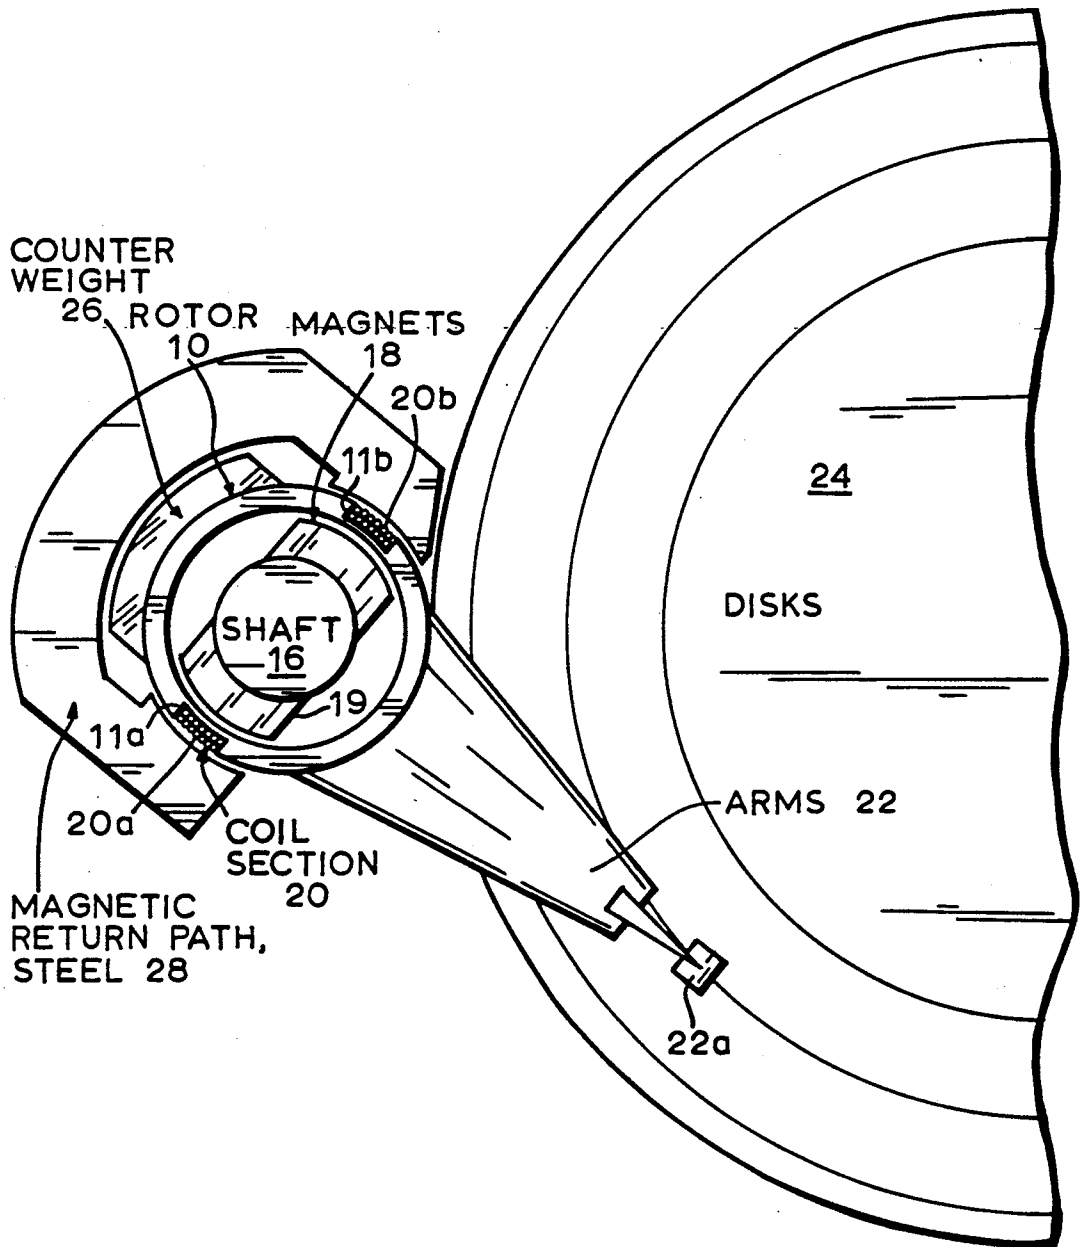 COUNTER
WEIGHT
26
ROTOR
10
MAGNETS
18
20b
11b
24
DISKS
SHAFT
16
19
11a
20a
COIL
SECTION
20
ARMS 22
MAGNETIC
RETURN PATH,
STEEL 28
22a